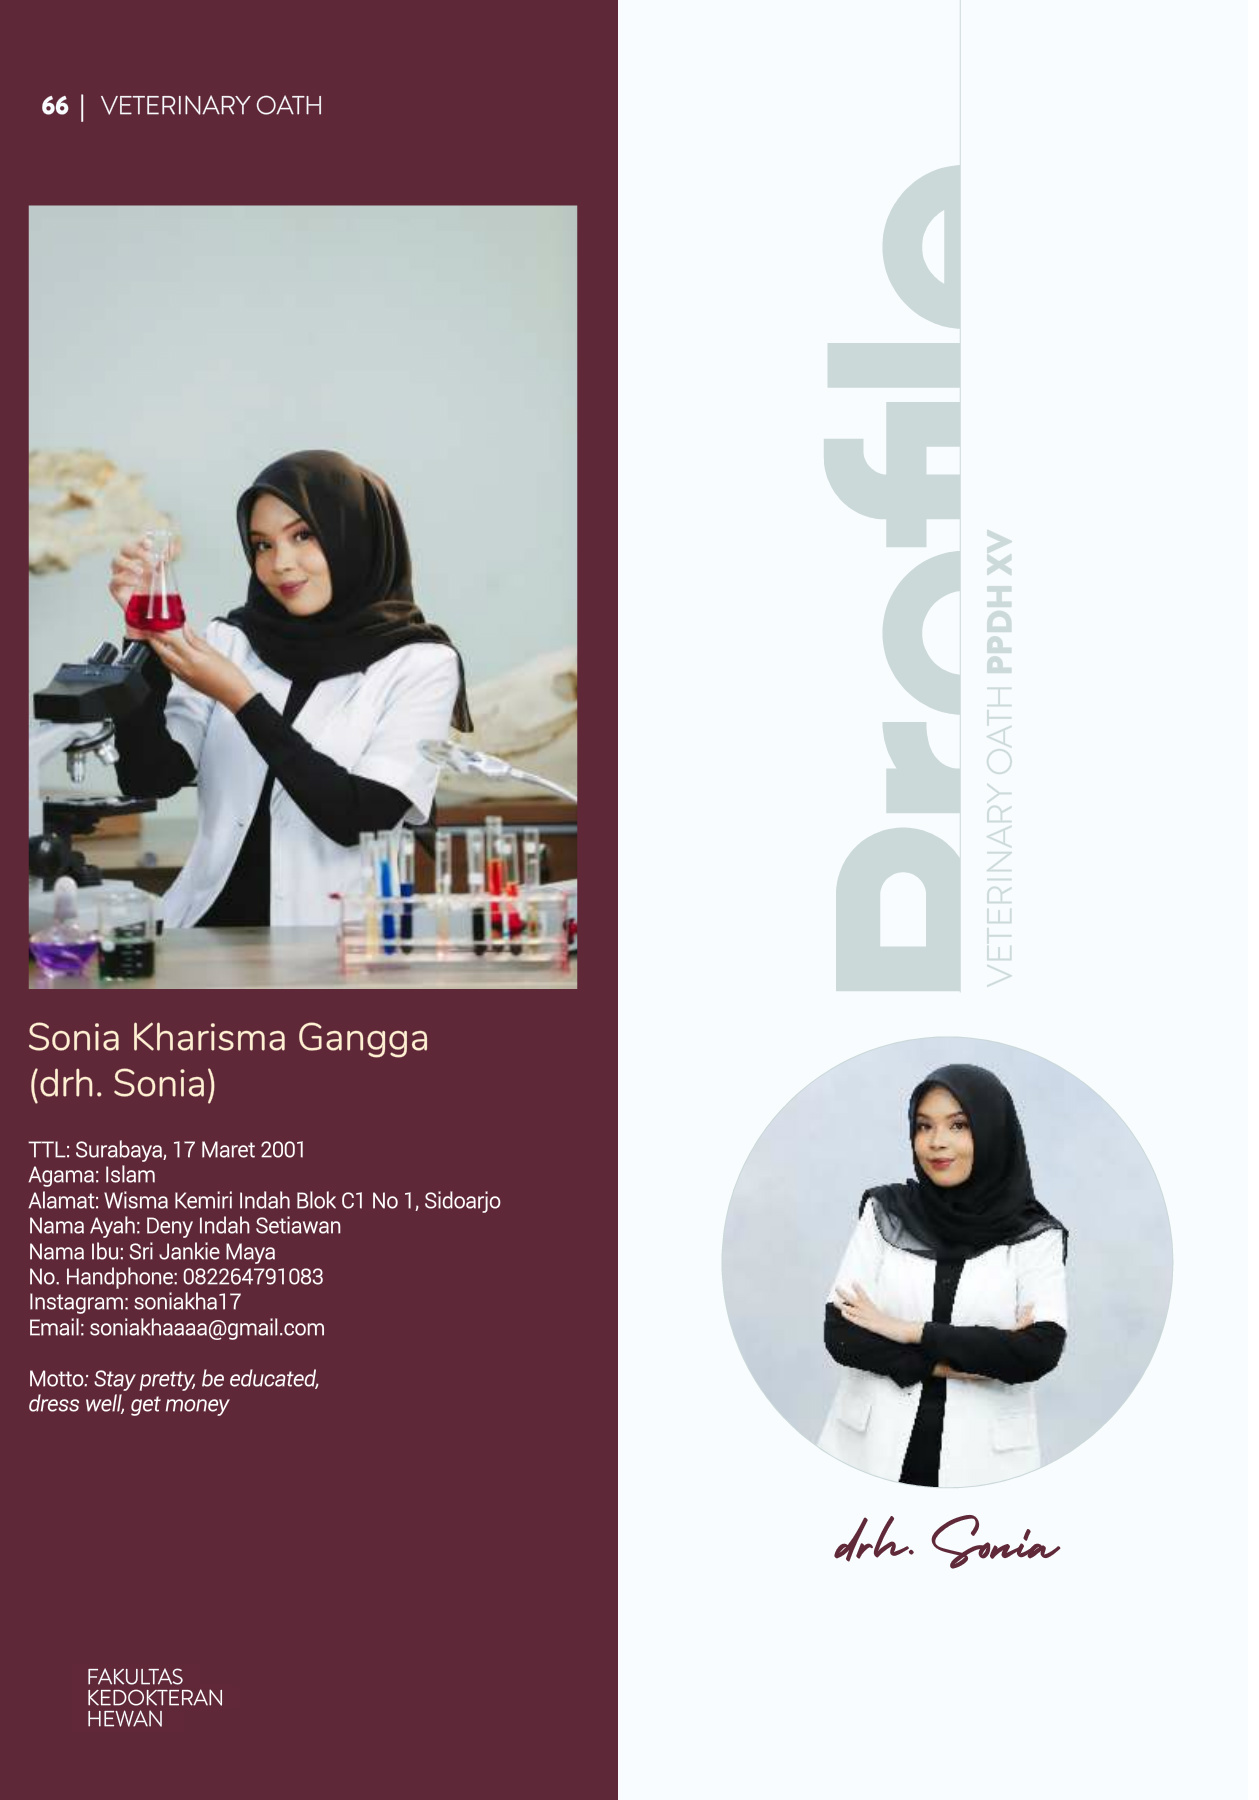 66 | VETERINARY OATH
Sonia Kharisma Gangga
(drh. Sonia)
TTL: Surabaya, 17 Maret 2001
Agama: Islam
Alamat: Wisma Kemiri Indah Blok C1 No 1, Sidoarjo
Nama Ayah: Deny Indah Setiawan
Nama Ibu: Sri Jankie Maya
No. Handphone: 082264791083
Instagram: soniakha17
Email: soniakhaaaa@gmail.com
Motto: Stay pretty, be educated,
dress well, get money
FAKULTAS
KEDOKTERAN
HEWAN
Profile
VETERINARY OATH PPDH XV
drh. Sonia